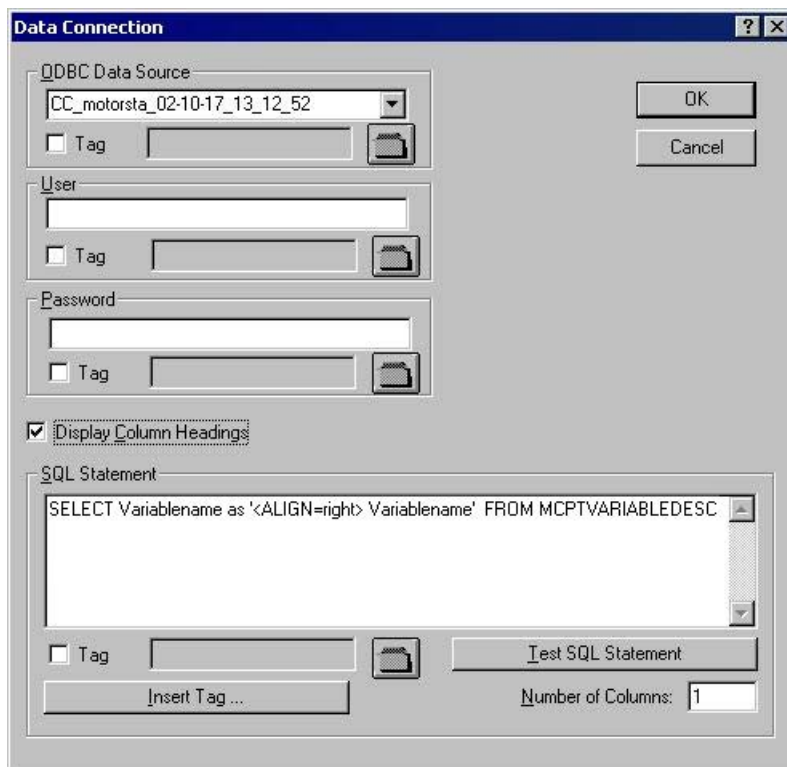 Data Connection
ODBC Data Source
CC_motorsta_02-10-17_13_12_52
Tag
OK
Cancel
User
Tag
Password
Tag
Display Column Headings
SQL Statement
SELECT Variablename as '<ALIGN=right> Variablename' FROM MCPTVARIABLEDESC
Tag
Test SQL Statement
Insert Tag ...
Number of Columns: 1